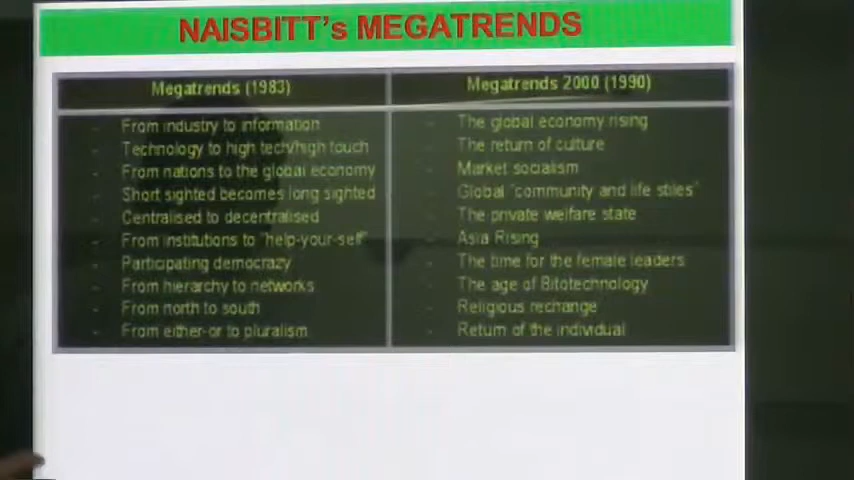 NAISBITT's MEGATRENDS
Megatrends (1983)
- From industry to information
- Technology to high tech/high touch
- From nations to the global economy
- Short sighted becomes long sighted
- Centralised to decentralised
- From institutions to "help-your-self"
- Participating democrazy
- From hierarchy to networks
- From north to south
- From either-or to pluralism
Megatrends 2000 (1990)
- The global economy rising
- The return of culture
- Market socialism
- Global "community and life stiles"
- The private welfare state
- Asia Rising
- The time for the female leaders
- The age of Bitotechnology
- Religious rechange
- Return of the individual